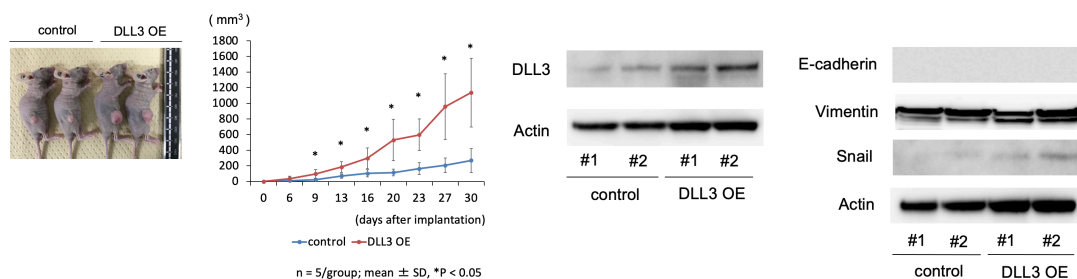 control DLL3 OE
( mm³ )
1800
1600
1400
1200
1000
800
600
400
200
0
* * * * * * * *
0 6 9 13 16 20 23 27 30
(days after implantation)
control DLL3 OE
n = 5/group; mean ± SD, *P < 0.05
DLL3
Actin
#1 #2 #1 #2
control DLL3 OE
E-cadherin
Vimentin
Snail
Actin
#1 #2 #1 #2
control DLL3 OE